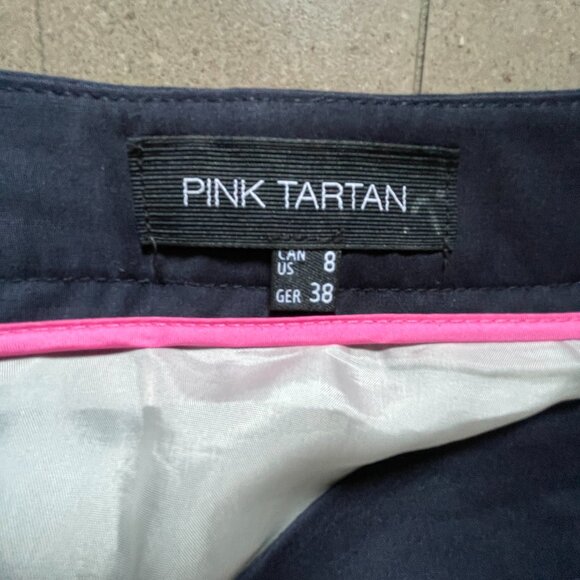 PINK TARTAN
CAN
US 8
GER 38